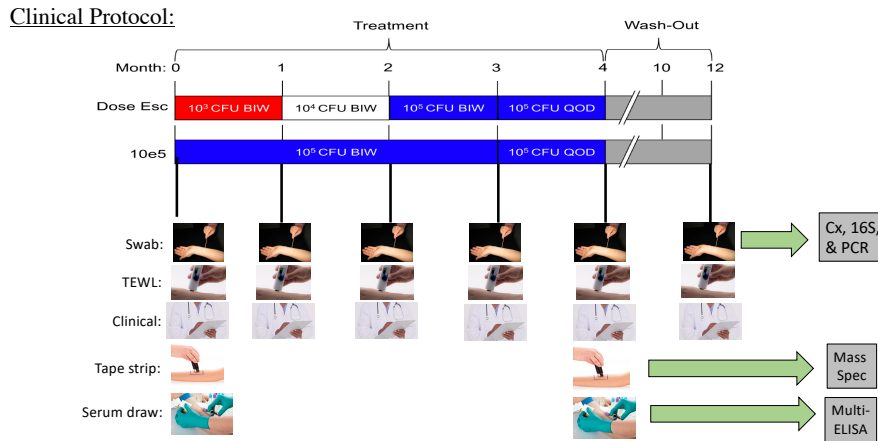 Clinical Protocol:
Treatment
Wash-Out
Month: 0 1 2 3 4 10 12
Dose Esc
10³ CFU BIW
10⁴ CFU BIW
10⁵ CFU BIW
10⁵ CFU QOD
10e5
10⁵ CFU BIW
10⁵ CFU QOD
Swab:
Cx, 16S,
& PCR
TEWL:
Clinical:
Tape strip:
Mass
Spec
Serum draw:
Multi-
ELISA